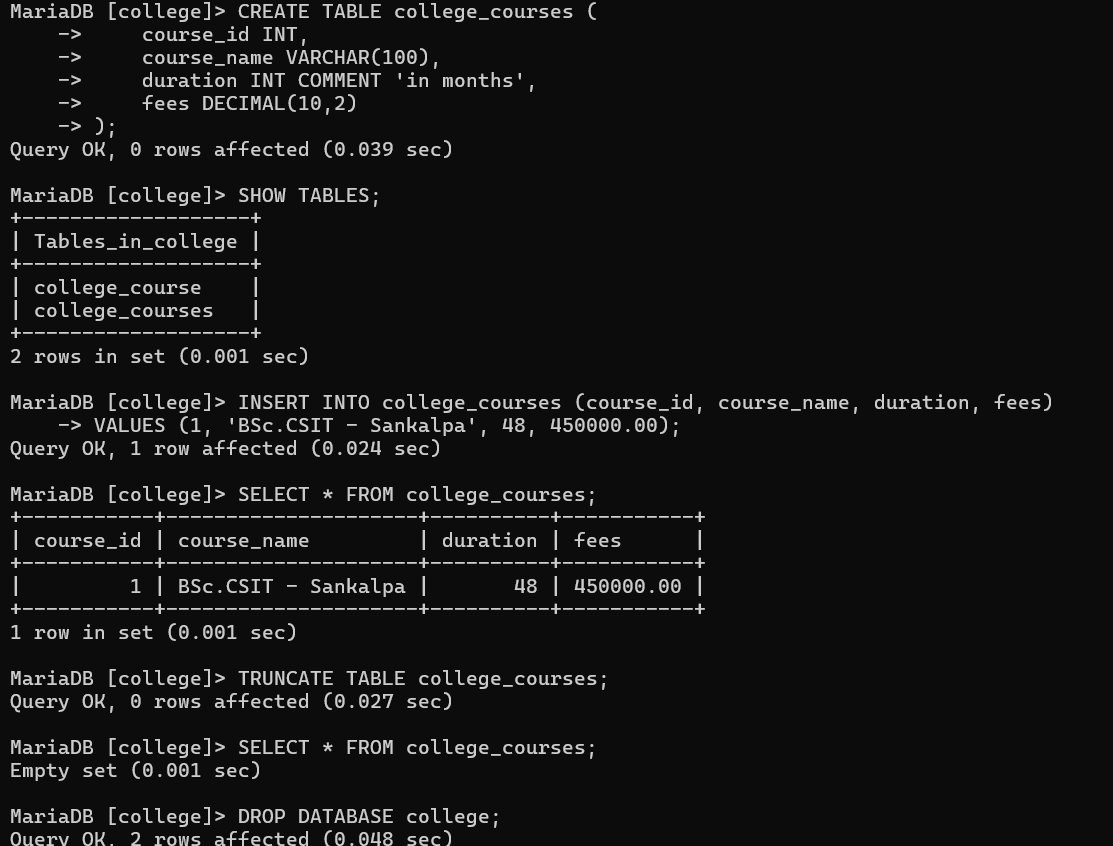 MariaDB [college]> CREATE TABLE college_courses (
    ->     course_id INT,
    ->     course_name VARCHAR(100),
    ->     duration INT COMMENT 'in months',
    ->     fees DECIMAL(10,2)
    -> );
Query OK, 0 rows affected (0.039 sec)

MariaDB [college]> SHOW TABLES;
+-------------------+
| Tables_in_college |
+-------------------+
| college_course    |
| college_courses   |
+-------------------+
2 rows in set (0.001 sec)

MariaDB [college]> INSERT INTO college_courses (course_id, course_name, duration, fees)
    -> VALUES (1, 'BSc.CSIT - Sankalpa', 48, 450000.00);
Query OK, 1 row affected (0.024 sec)

MariaDB [college]> SELECT * FROM college_courses;
+-----------+---------------------+----------+-----------+
| course_id | course_name         | duration | fees      |
+-----------+---------------------+----------+-----------+
|         1 | BSc.CSIT - Sankalpa |       48 | 450000.00 |
+-----------+---------------------+----------+-----------+
1 row in set (0.001 sec)

MariaDB [college]> TRUNCATE TABLE college_courses;
Query OK, 0 rows affected (0.027 sec)

MariaDB [college]> SELECT * FROM college_courses;
Empty set (0.001 sec)

MariaDB [college]> DROP DATABASE college;
Query OK, 2 rows affected (0.048 sec)